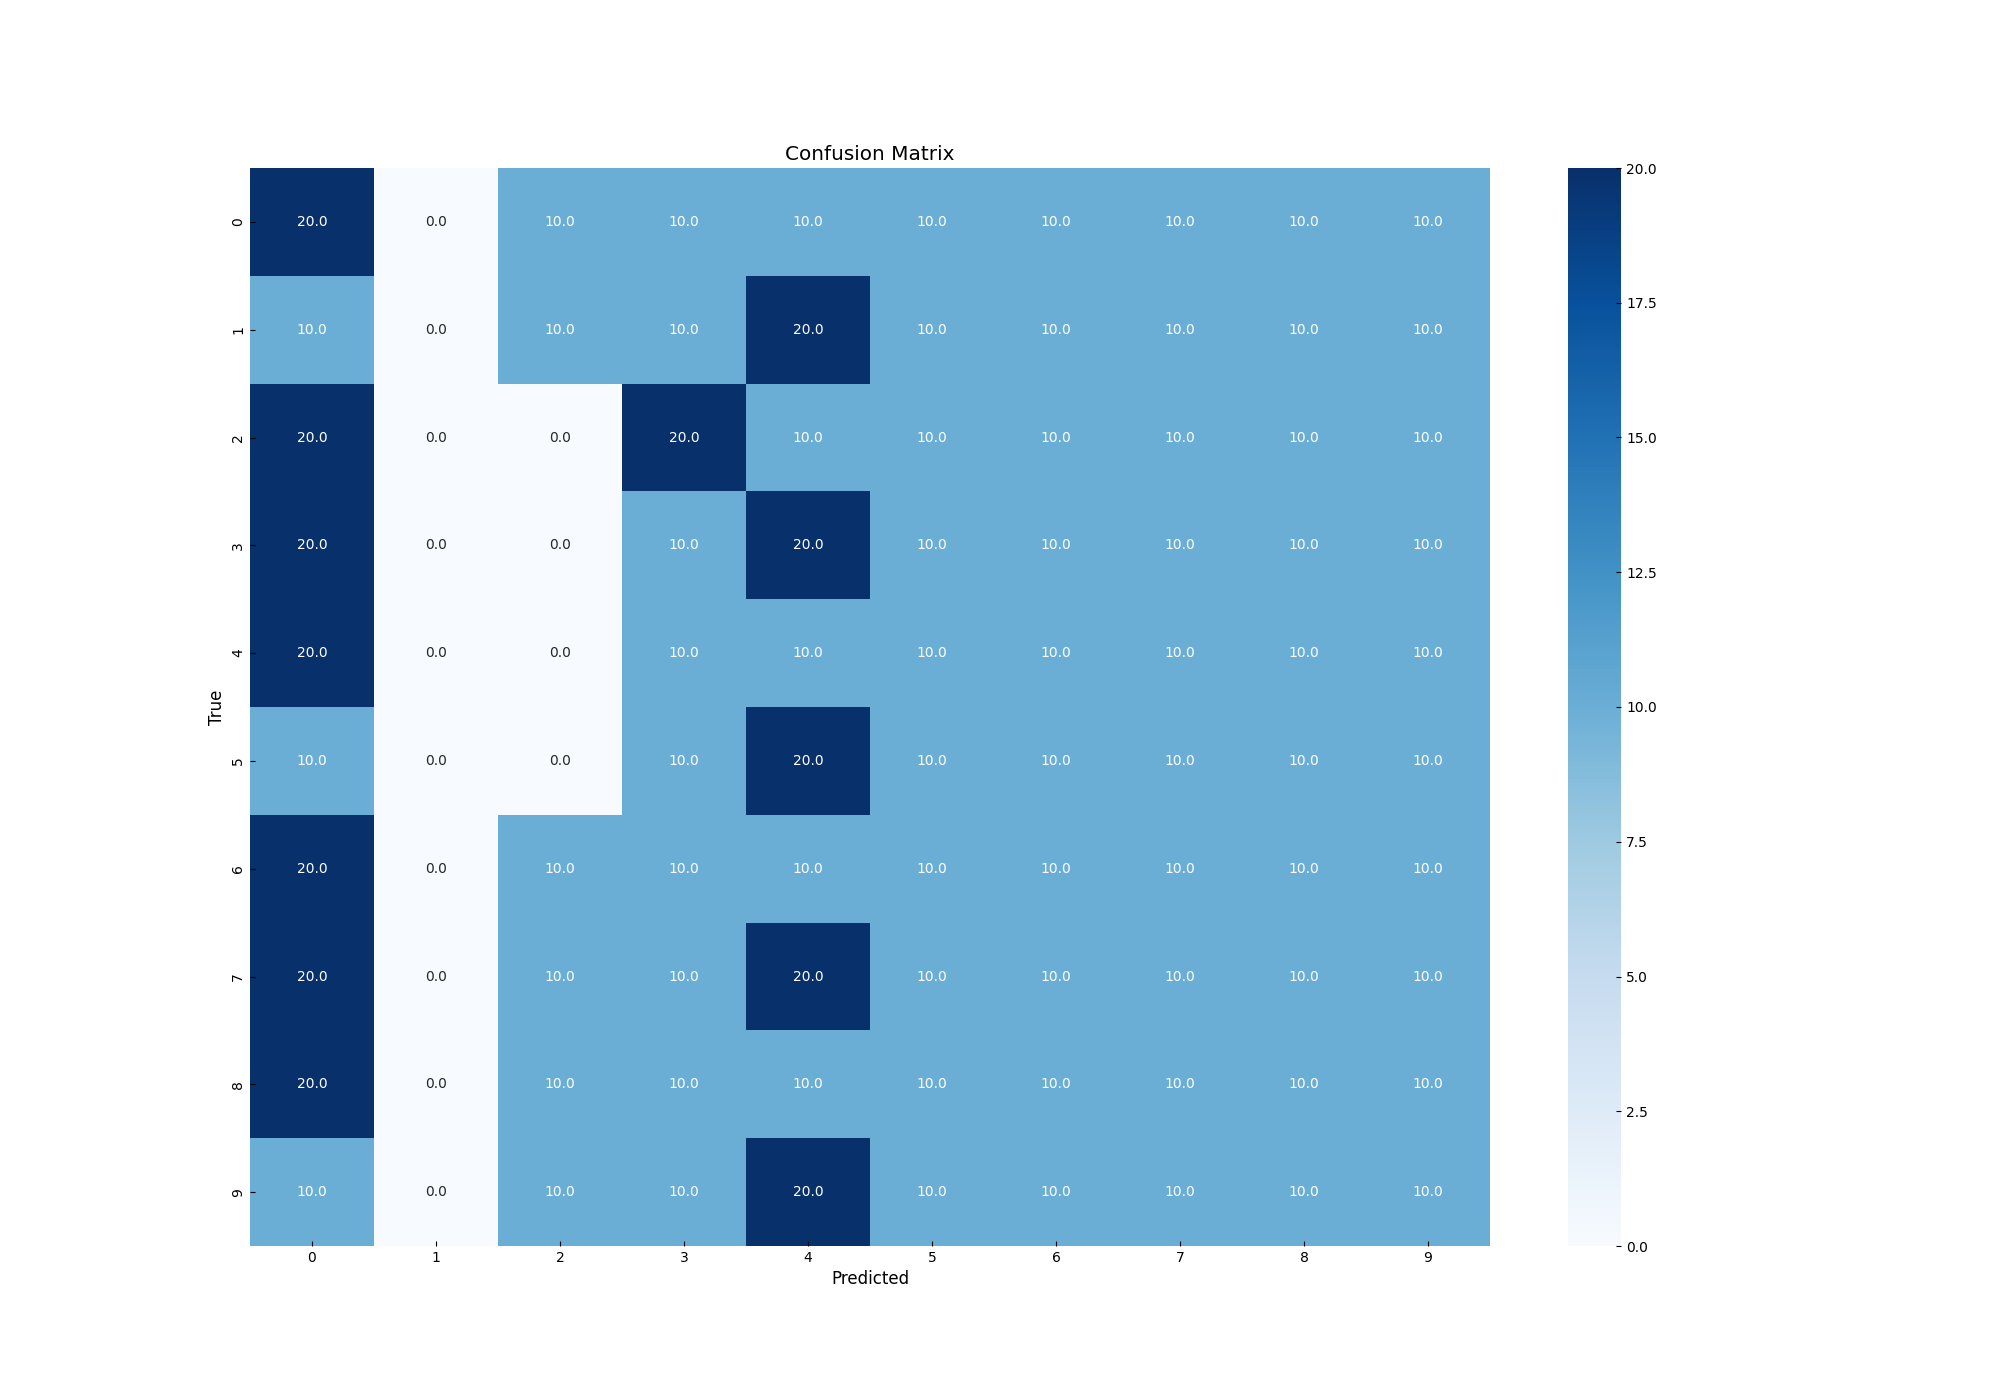 Confusion Matrix
0 20.0 0.0 10.0 10.0 10.0 10.0 10.0 10.0 10.0 10.0
1 10.0 0.0 10.0 10.0 20.0 10.0 10.0 10.0 10.0 10.0
2 20.0 0.0 0.0 20.0 10.0 10.0 10.0 10.0 10.0 10.0
3 20.0 0.0 0.0 10.0 20.0 10.0 10.0 10.0 10.0 10.0
4 20.0 0.0 0.0 10.0 10.0 10.0 10.0 10.0 10.0 10.0
True
5 10.0 0.0 0.0 10.0 20.0 10.0 10.0 10.0 10.0 10.0
6 20.0 0.0 10.0 10.0 10.0 10.0 10.0 10.0 10.0 10.0
7 20.0 0.0 10.0 10.0 20.0 10.0 10.0 10.0 10.0 10.0
8 20.0 0.0 10.0 10.0 10.0 10.0 10.0 10.0 10.0 10.0
9 10.0 0.0 10.0 10.0 20.0 10.0 10.0 10.0 10.0 10.0
0 1 2 3 4 5 6 7 8 9
Predicted
20.0
17.5
15.0
12.5
10.0
7.5
5.0
2.5
0.0